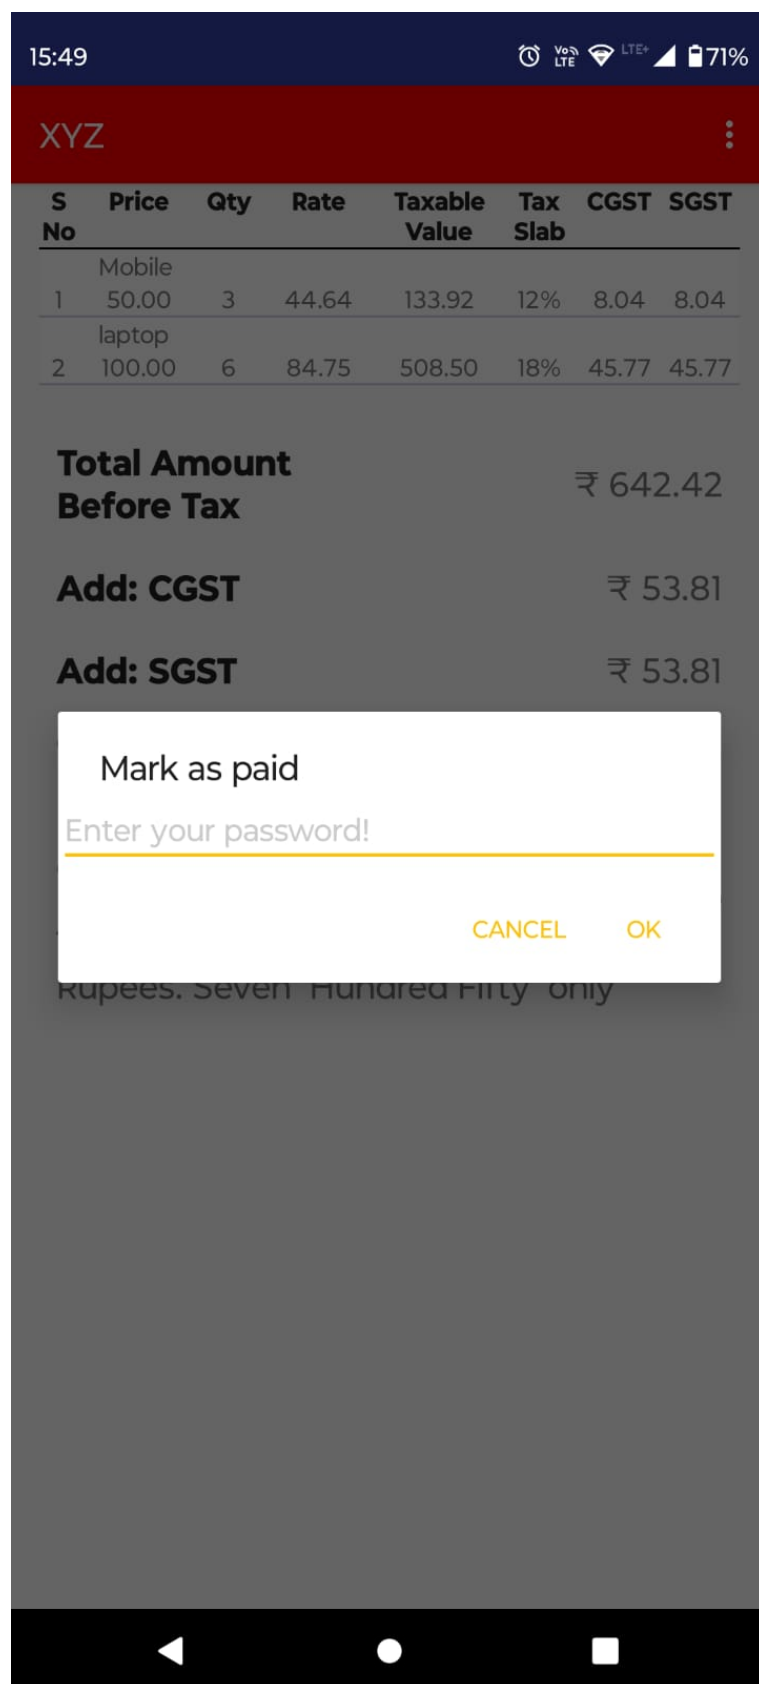 15:49 Vo) LTE LTE+ 71%
XYZ
S No Price Qty Rate Taxable Value Tax Slab CGST SGST
Mobile
1 50.00 3 44.64 133.92 12% 8.04 8.04
laptop
2 100.00 6 84.75 508.50 18% 45.77 45.77
Total Amount
Before Tax ₹ 642.42
Add: CGST ₹ 53.81
Add: SGST ₹ 53.81
Mark as paid
Enter your password!
CANCEL OK
Rupees. Seven Hundred Fifty only